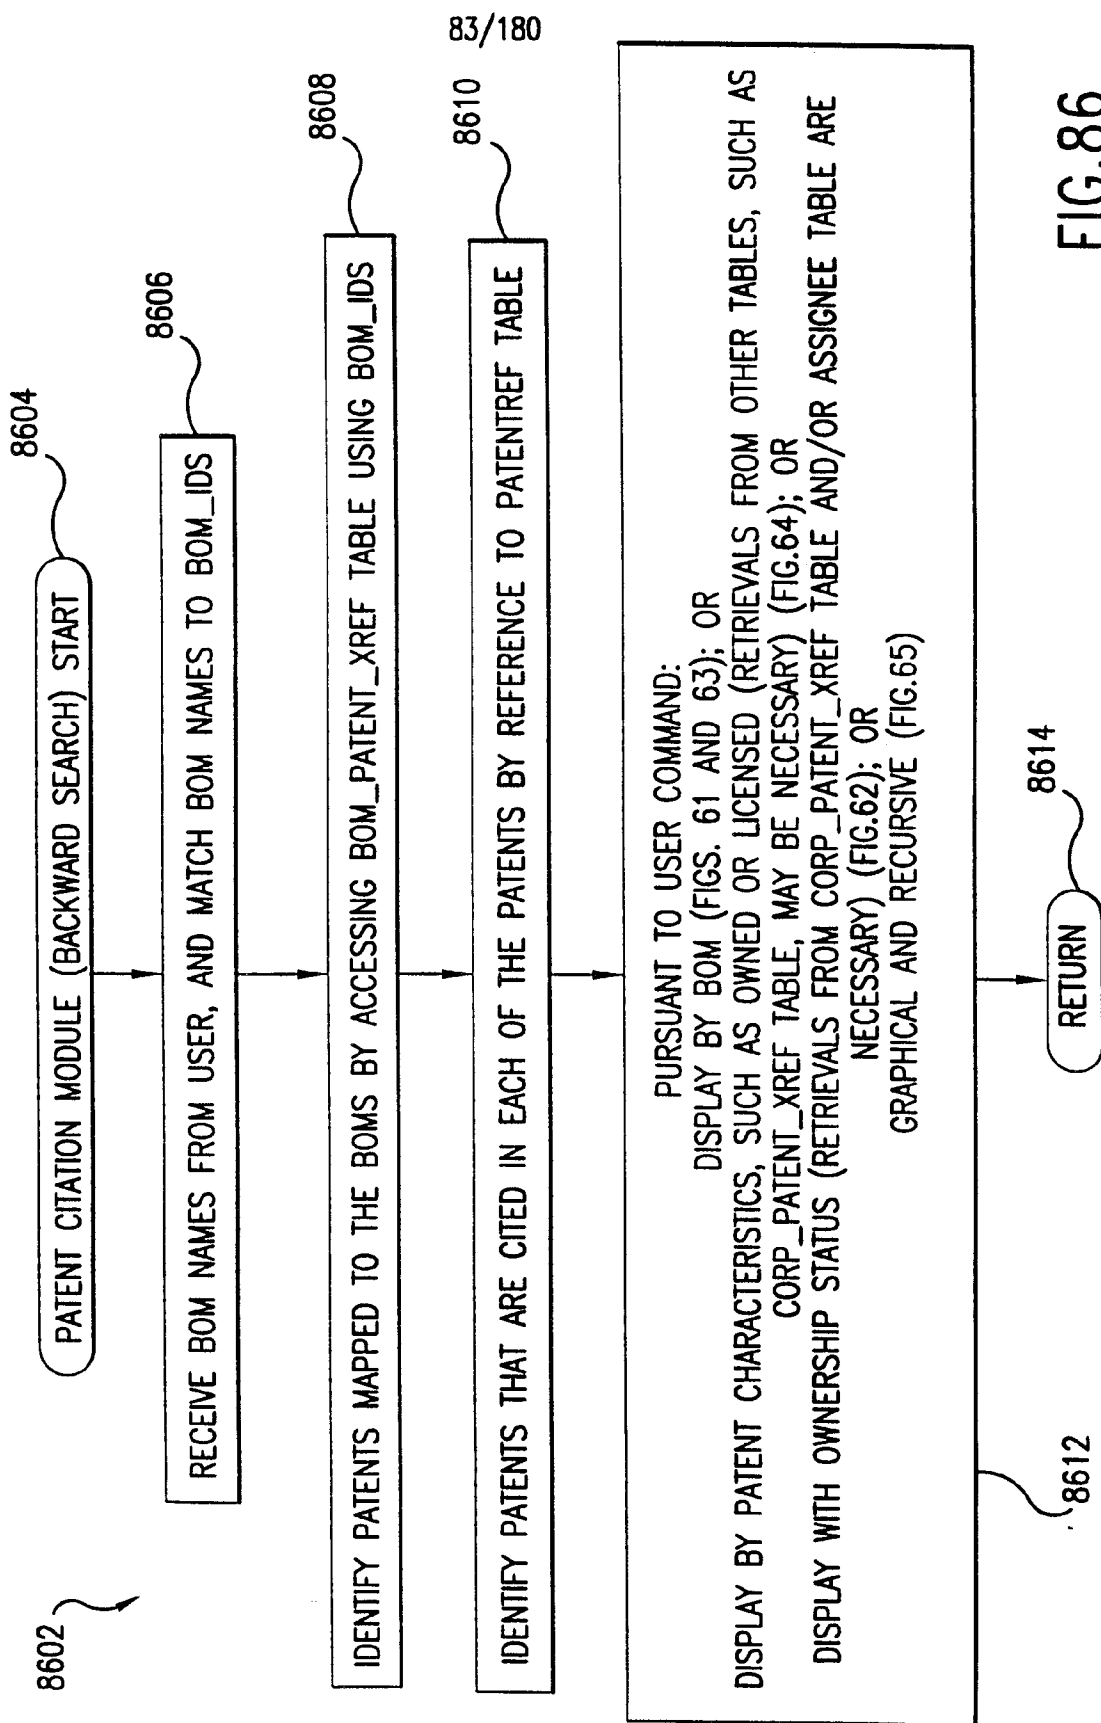 83/180
8602
8604
PATENT CITATION MODULE (BACKWARD SEARCH) START
8606
RECEIVE BOM NAMES FROM USER, AND MATCH BOM NAMES TO BOM_IDS
8608
IDENTIFY PATENTS MAPPED TO THE BOMS BY ACCESSING BOM_PATENT_XREF TABLE USING BOM_IDS
8610
IDENTIFY PATENTS THAT ARE CITED IN EACH OF THE PATENTS BY REFERENCE TO PATENTREF TABLE
PURSUANT TO USER COMMAND:
DISPLAY BY BOM (FIGS. 61 AND 63); OR
DISPLAY BY PATENT CHARACTERISTICS, SUCH AS OWNED OR LICENSED (RETRIEVALS FROM OTHER TABLES, SUCH AS
CORP_PATENT_XREF TABLE, MAY BE NECESSARY) (FIG.64); OR
DISPLAY WITH OWNERSHIP STATUS (RETRIEVALS FROM CORP_PATENT_XREF TABLE AND/OR ASSIGNEE TABLE ARE
NECESSARY) (FIG.62); OR
GRAPHICAL AND RECURSIVE (FIG.65)
8612
8614
RETURN
FIG.86